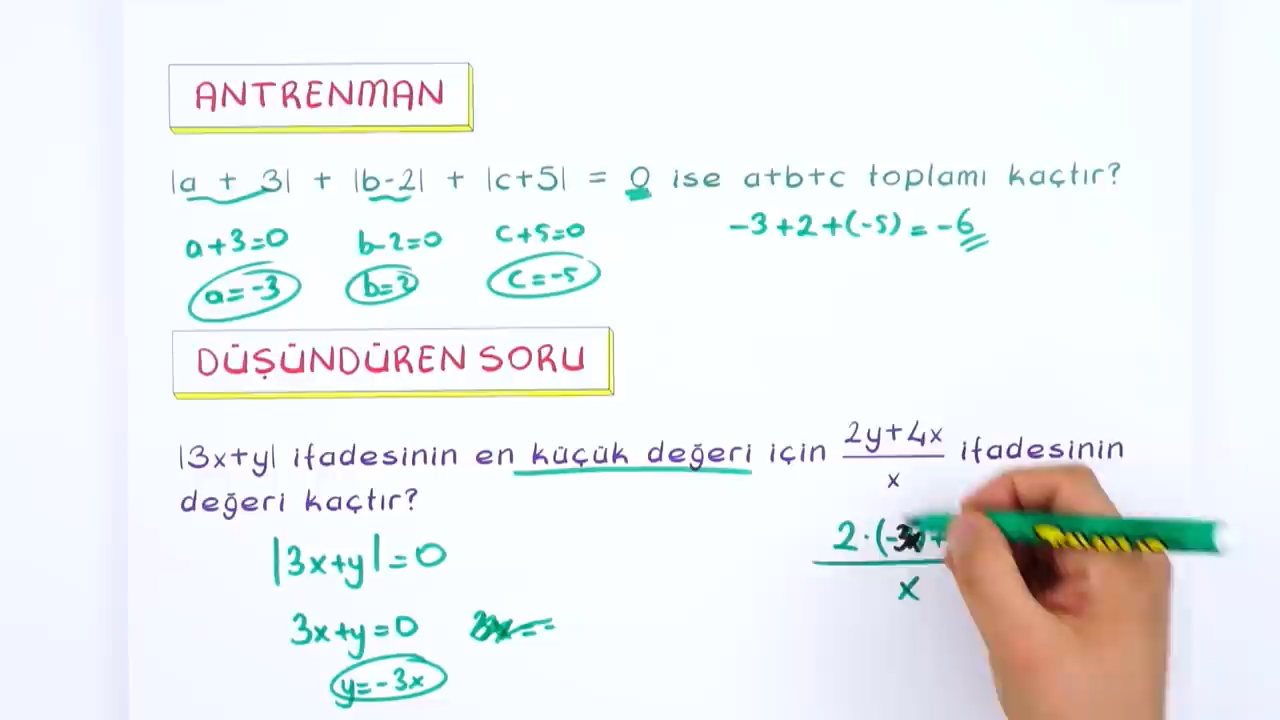 ANTRENMAN
|a + 3| + |b-2| + |c+5| = 0 ise a+b+c toplamı kaçtır?
-3+2+(-5) = -6
a+3=0 b-2=0 c+5=0
a=-3 b=2 c=-5
DÜŞÜNDÜREN SORU
|3x+y| ifadesinin en küçük değeri için 2y+4x / x ifadesinin
değeri kaçtır?
|3x+y|=0
2·(-3x)+
x
3x+y=0
y=-3x